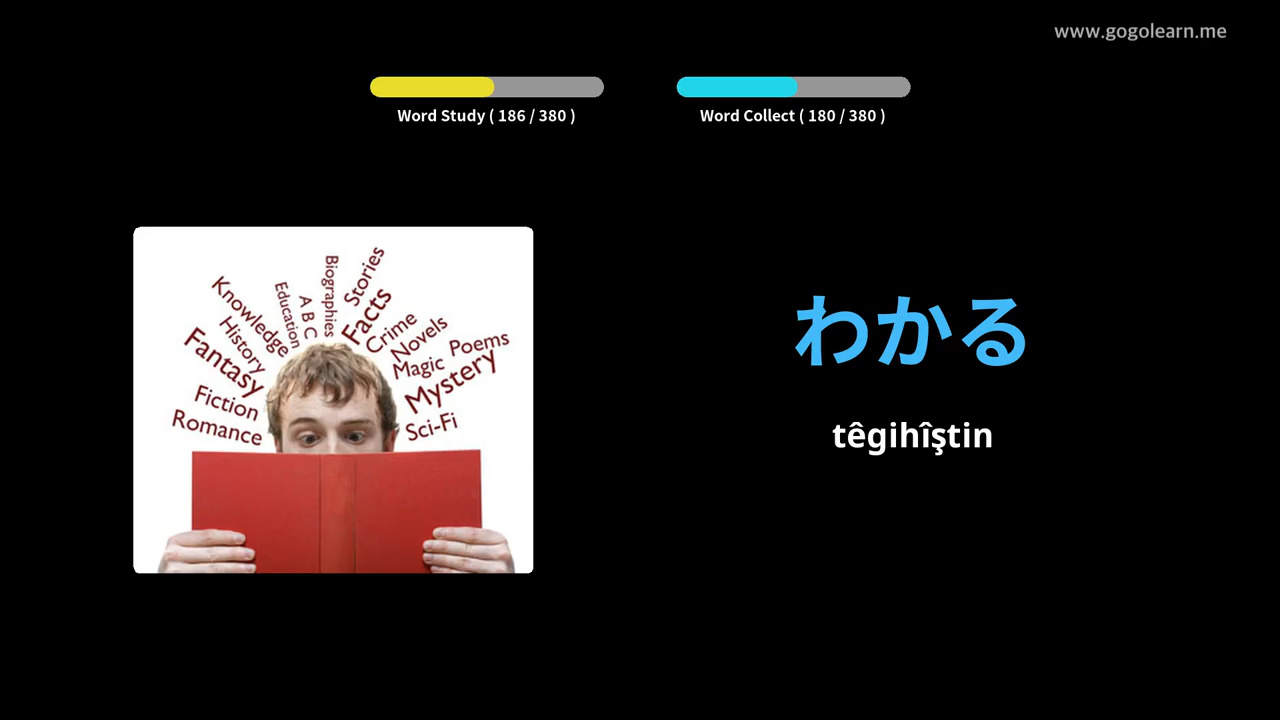 www.gogolearn.me
Word Study ( 186 / 380 )
Word Collect ( 180 / 380 )
Biographies
Stories
Education
A B C
Facts
Knowledge
Crime
History
Novels
Fantasy
Magic
Poems
Mystery
Fiction
Romance
Sci-Fi
わかる
têgihîştin